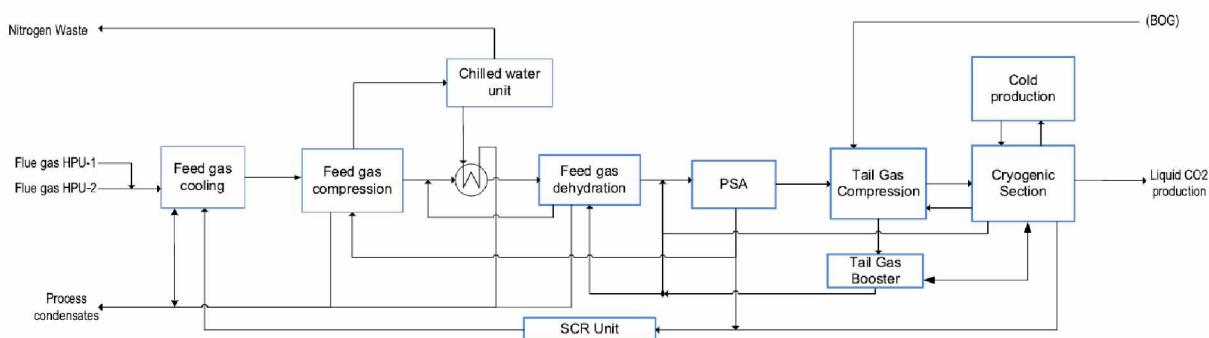 (BOG)
Nitrogen Waste
Chilled water
unit
Cold
production
Flue gas HPU-1
Flue gas HPU-2
Feed gas
cooling
Feed gas
compression
Feed gas
dehydration
PSA
Tail Gas
Compression
Cryogenic
Section
Liquid CO2
production
Tail Gas
Booster
Process
condensates
SCR Unit